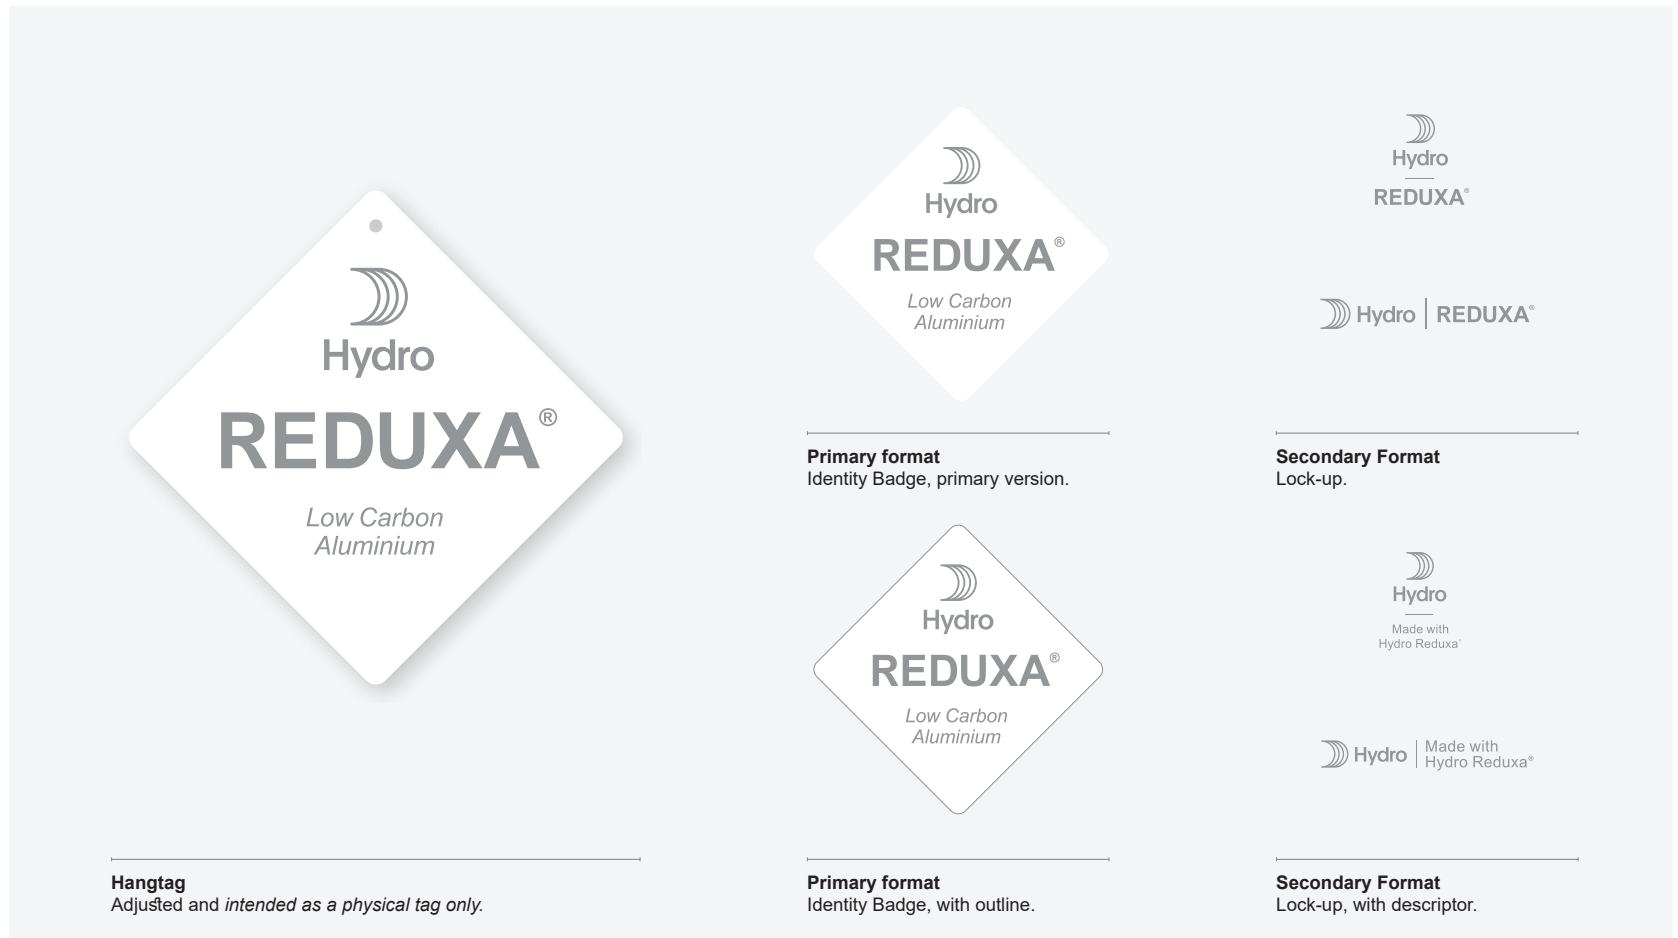 Hydro
REDUXA®
Low Carbon
Aluminium
Hangtag
Adjusted and intended as a physical tag only.
Hydro
REDUXA®
Low Carbon
Aluminium
Primary format
Identity Badge, primary version.
Hydro
REDUXA®
Low Carbon
Aluminium
Primary format
Identity Badge, with outline.
Hydro
REDUXA®
Hydro | REDUXA®
Secondary Format
Lock-up.
Hydro
Made with
Hydro Reduxa®
Hydro
Made with
Hydro Reduxa®
Secondary Format
Lock-up, with descriptor.